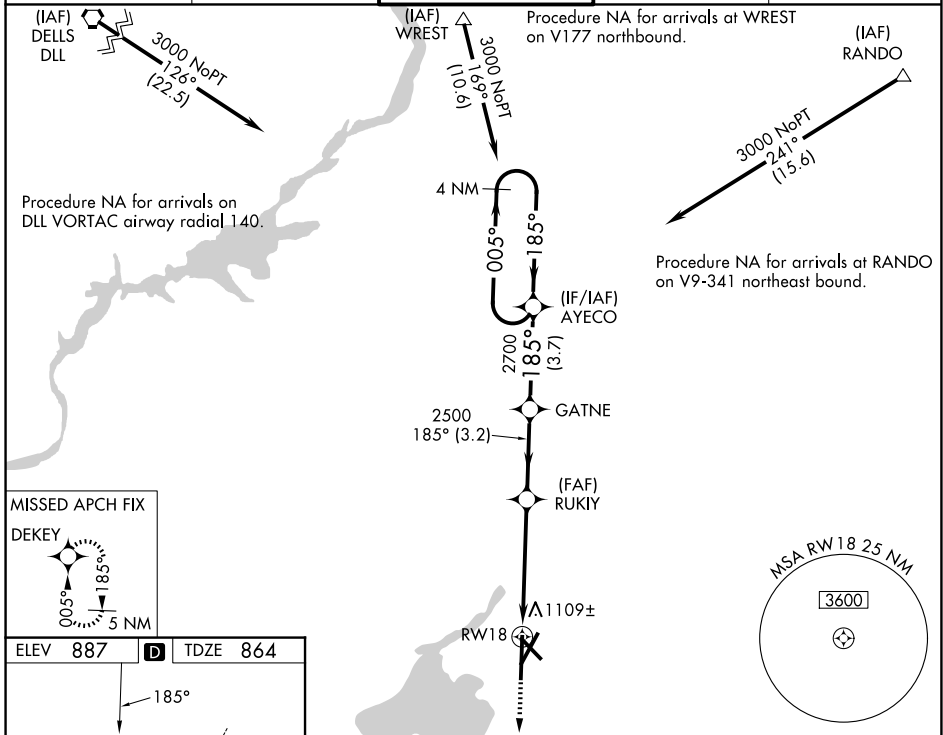 (IAF)
DELLS
DLL
3000 NoPT
126°
(22.5)
(IAF)
WREST
3000 NoPT
169°
(10.6)
Procedure NA for arrivals at WREST
on V177 northbound.
(IAF)
RANDO
3000 NoPT
241°
(15.6)
Procedure NA for arrivals on
DLL VORTAC airway radial 140.
4 NM
005°
185°
Procedure NA for arrivals at RANDO
on V9-341 northeast bound.
(IF/IAF)
AYECO
2700
185°
(3.7)
GATNE
2500
185° (3.2)
(FAF)
RUKIY
MISSED APCH FIX
DEKEY
005°
185°
5 NM
MSA RW18 25 NM
3600
1109±
RW18
ELEV 887 D TDZE 864
185°